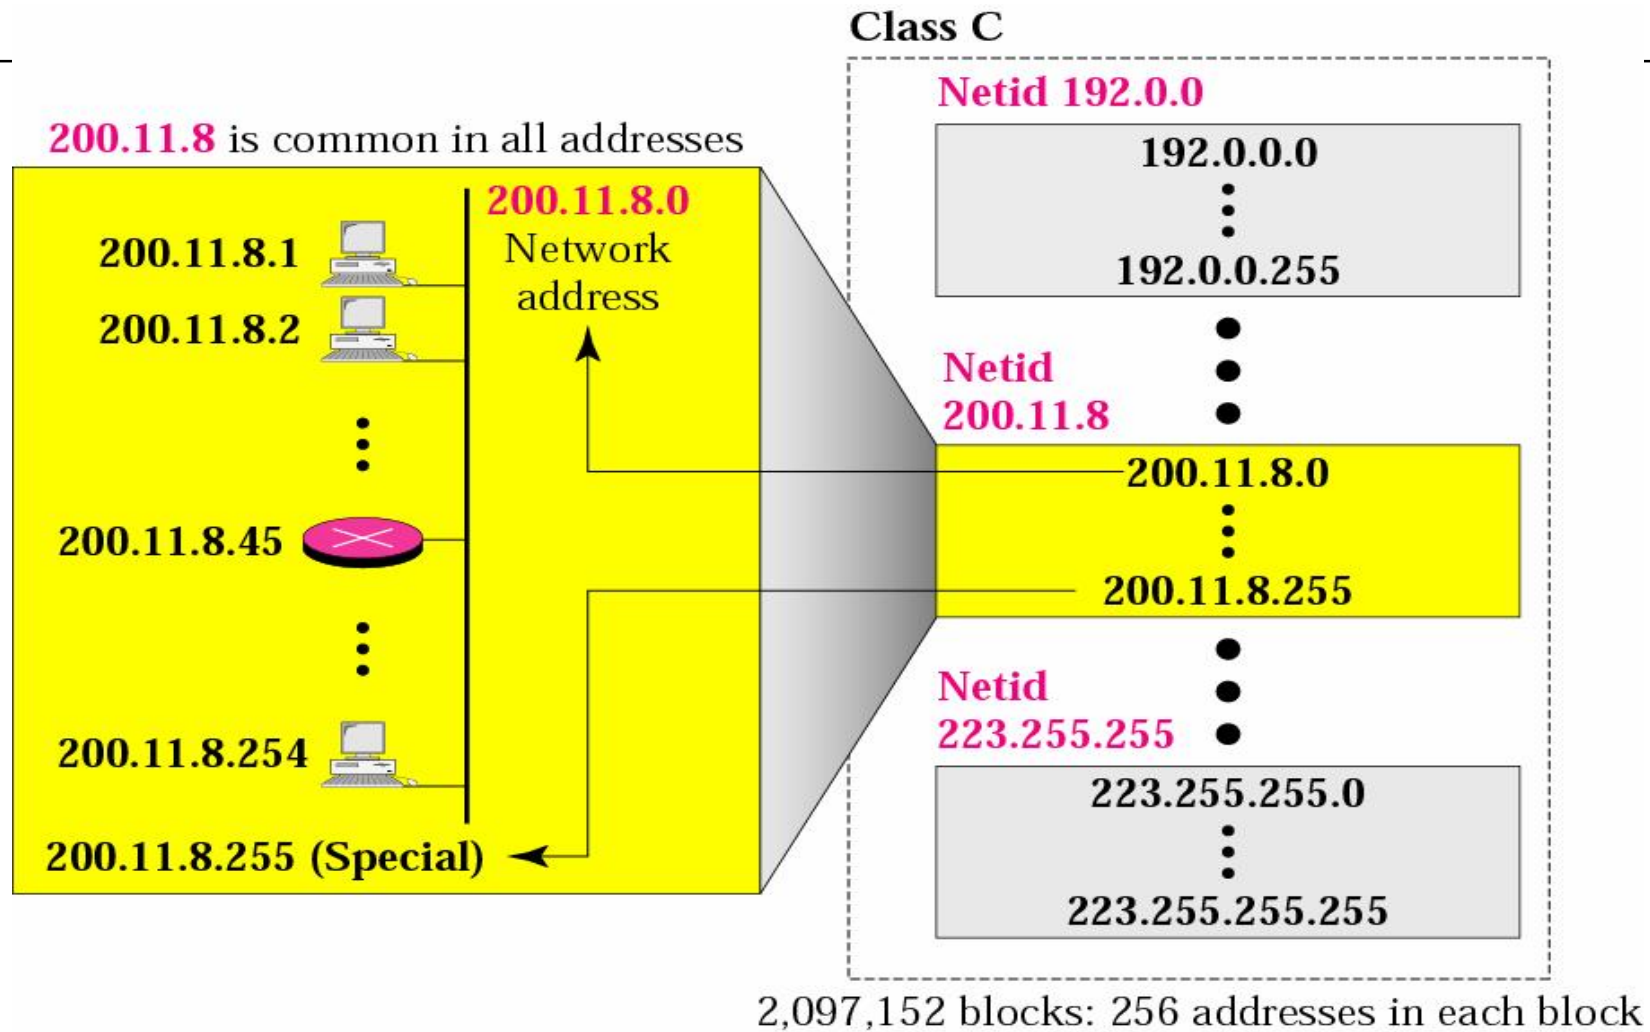 Class C
200.11.8 is common in all addresses
200.11.8.0
Network
address
200.11.8.1
200.11.8.2
200.11.8.45
200.11.8.254
200.11.8.255 (Special)
Netid 192.0.0
192.0.0.0
192.0.0.255
Netid
200.11.8
200.11.8.0
200.11.8.255
Netid
223.255.255
223.255.255.0
223.255.255.255
2,097,152 blocks: 256 addresses in each block